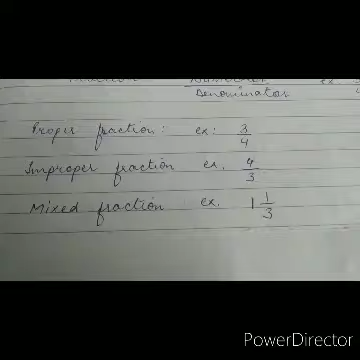 Denominator
Proper fraction: ex: 3/4
Improper fraction ex. 4/3
Mixed fraction ex. 1 1/3
PowerDirector